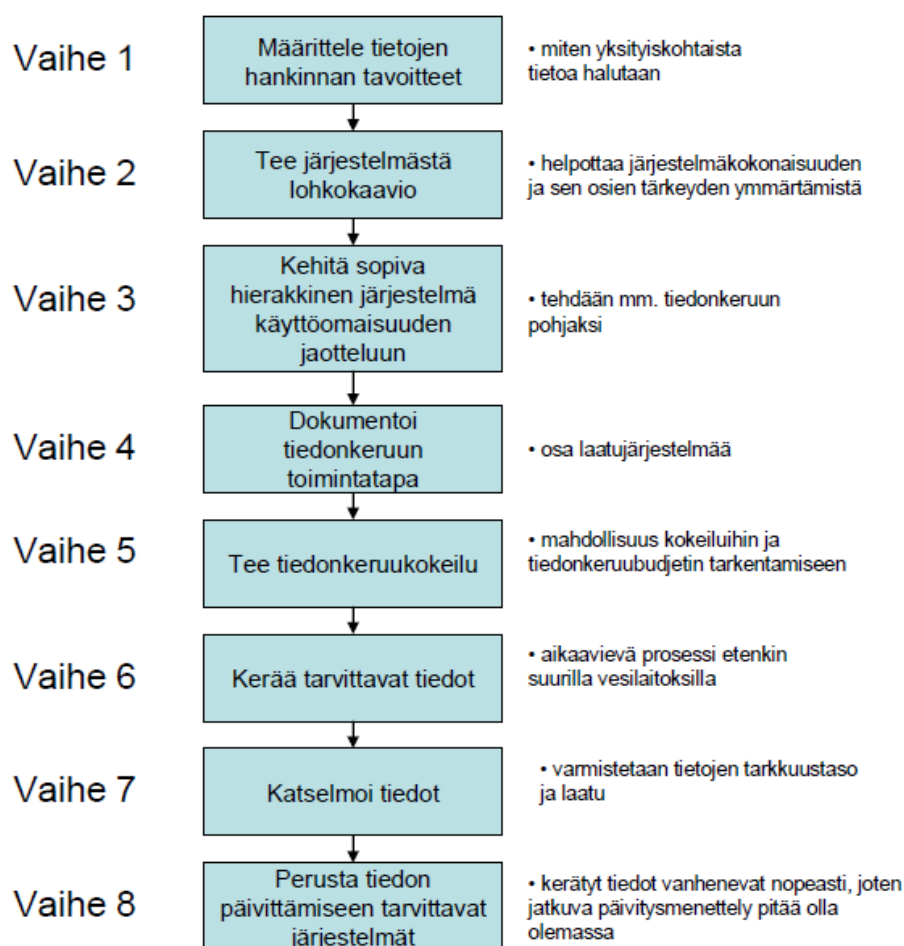 Vaihe 1
Määrittele tietojen
hankinnan tavoitteet
• miten yksityiskohtaista
tietoa halutaan
Vaihe 2
Tee järjestelmästä
lohkokaavio
• helpottaa järjestelmäkokonaisuuden
ja sen osien tärkeyden ymmärtämistä
Vaihe 3
Kehitä sopiva
hierakkinen järjestelmä
käyttöomaisuuden
jaotteluun
• tehdään mm. tiedonkeruun
pohjaksi
Vaihe 4
Dokumentoi
tiedonkeruun
toimintatapa
• osa laatujärjestelmää
Vaihe 5
Tee tiedonkeruukokeilu
• mahdollisuus kokeiluihin ja
tiedonkeruubudjetin tarkentamiseen
Vaihe 6
Kerää tarvittavat tiedot
• aikaavievä prosessi etenkin
suurilla vesilaitoksilla
Vaihe 7
Katselmoi tiedot
• varmistetaan tietojen tarkkuustaso
ja laatu
Vaihe 8
Perusta tiedon
päivittämiseen tarvittavat
järjestelmät
• kerätyt tiedot vanhenevat nopeasti, joten
jatkuva päivitysmenettely pitää olla
olemassa